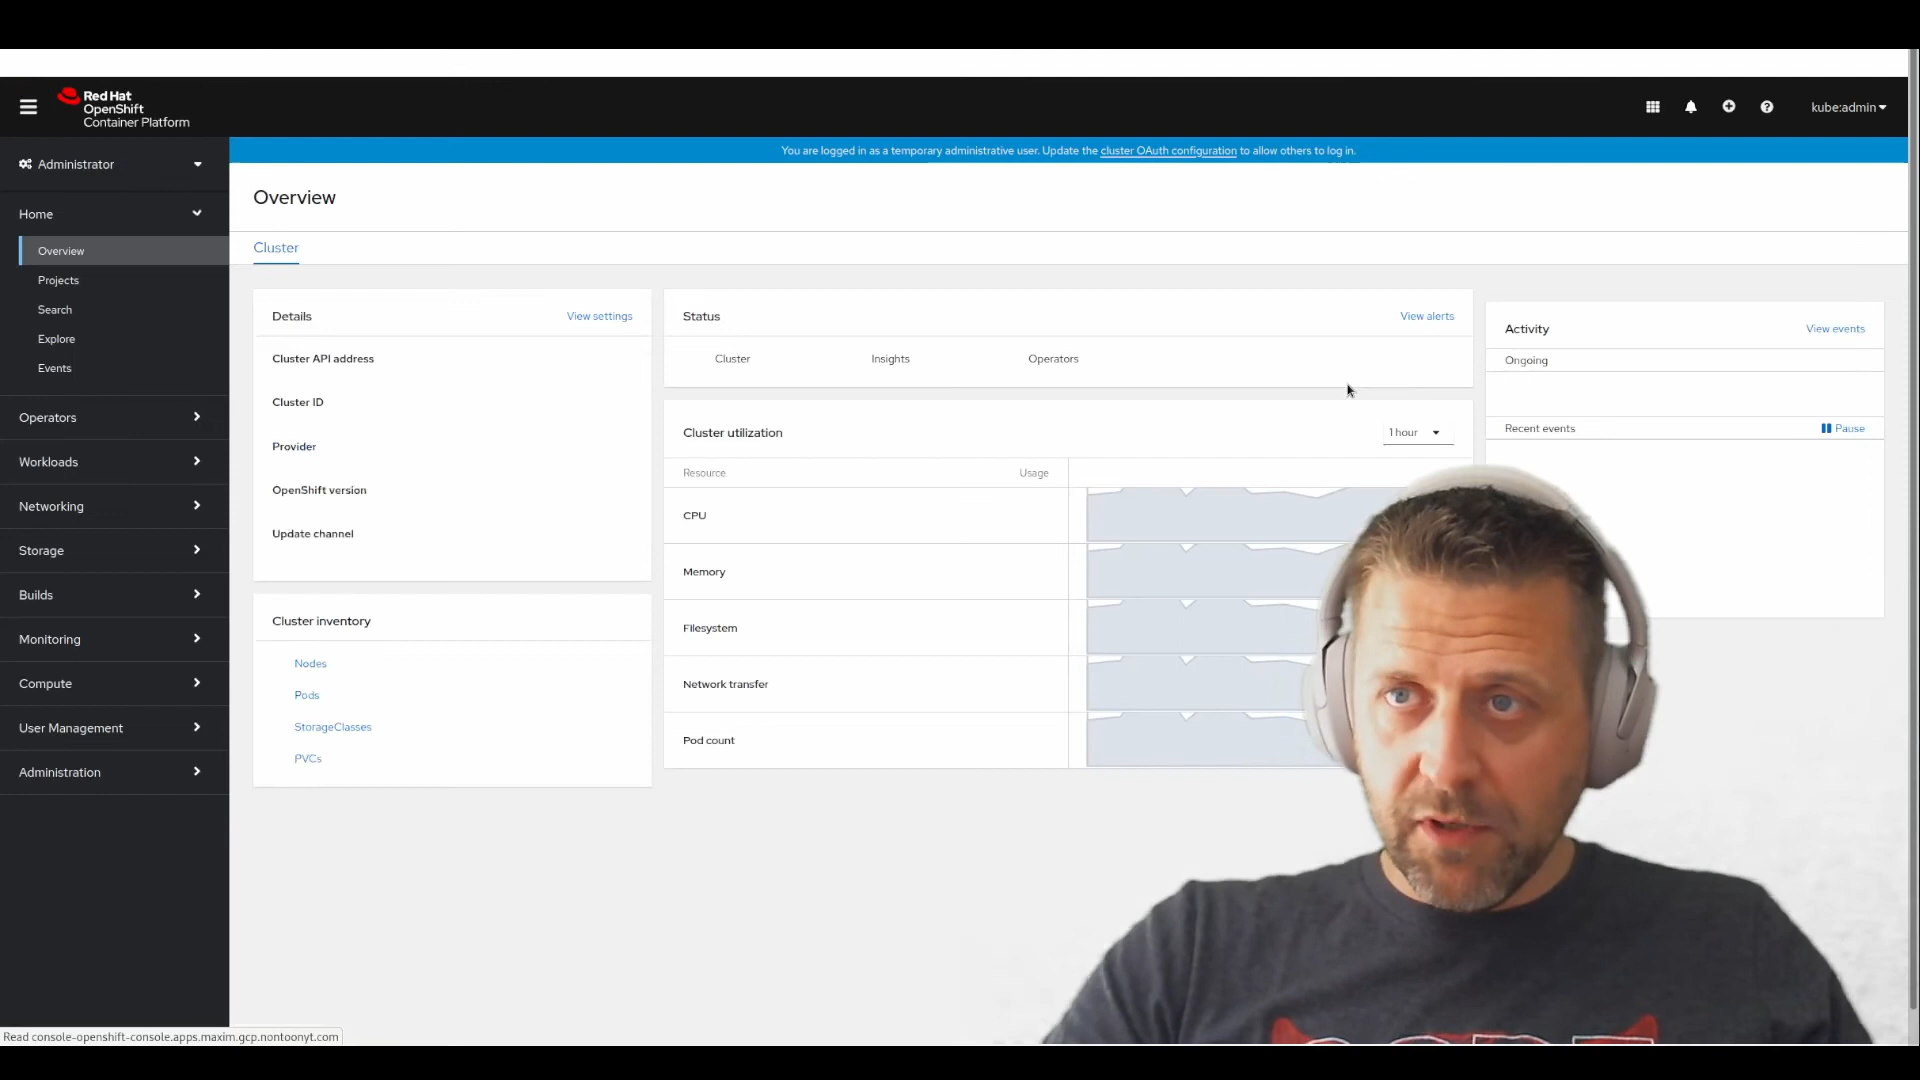 Red Hat
OpenShift
Container Platform
kube:admin
Administrator
You are logged in as a temporary administrative user. Update the cluster OAuth configuration to allow others to log in.
Home
Overview
Projects
Search
Explore
Events
Operators
Workloads
Networking
Storage
Builds
Monitoring
Compute
User Management
Administration
Overview
Cluster
Details
View settings
Cluster API address
Cluster ID
Provider
OpenShift version
Update channel
Cluster inventory
Nodes
Pods
StorageClasses
PVCs
Status
View alerts
Cluster
Insights
Operators
Cluster utilization
1 hour
Resource
Usage
CPU
Memory
Filesystem
Network transfer
Pod count
Activity
View events
Ongoing
Recent events
Pause
Read console-openshift-console.apps.maxim.gcp.nontoonyt.com